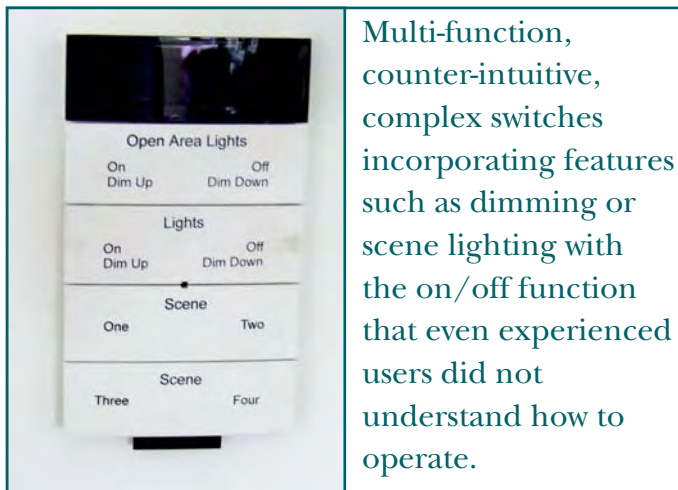 Open Area Lights
On Off
Dim Up Dim Down
Lights
On Off
Dim Up Dim Down
Scene
One Two
Scene
Three Four
Multi-function,
counter-intuitive,
complex switches
incorporating features
such as dimming or
scene lighting with
the on/off function
that even experienced
users did not
understand how to
operate.